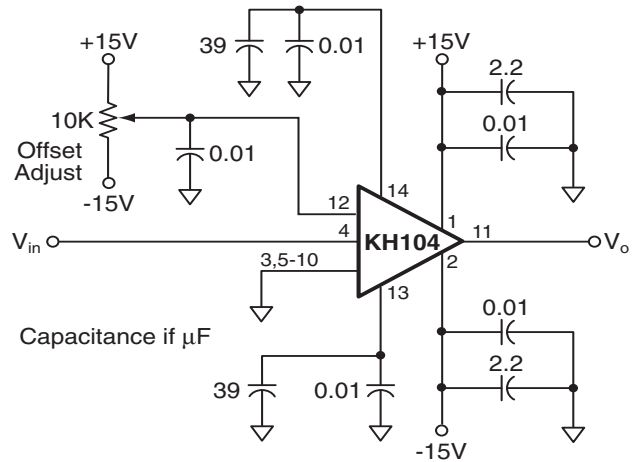 39
0.01
+15V
10K
Offset
Adjust
-15V
0.01
+15V
2.2
0.01
12
14
1
V_in
4
KH104
11
V_o
3,5-10
2
13
Capacitance if µF
39
0.01
0.01
2.2
-15V